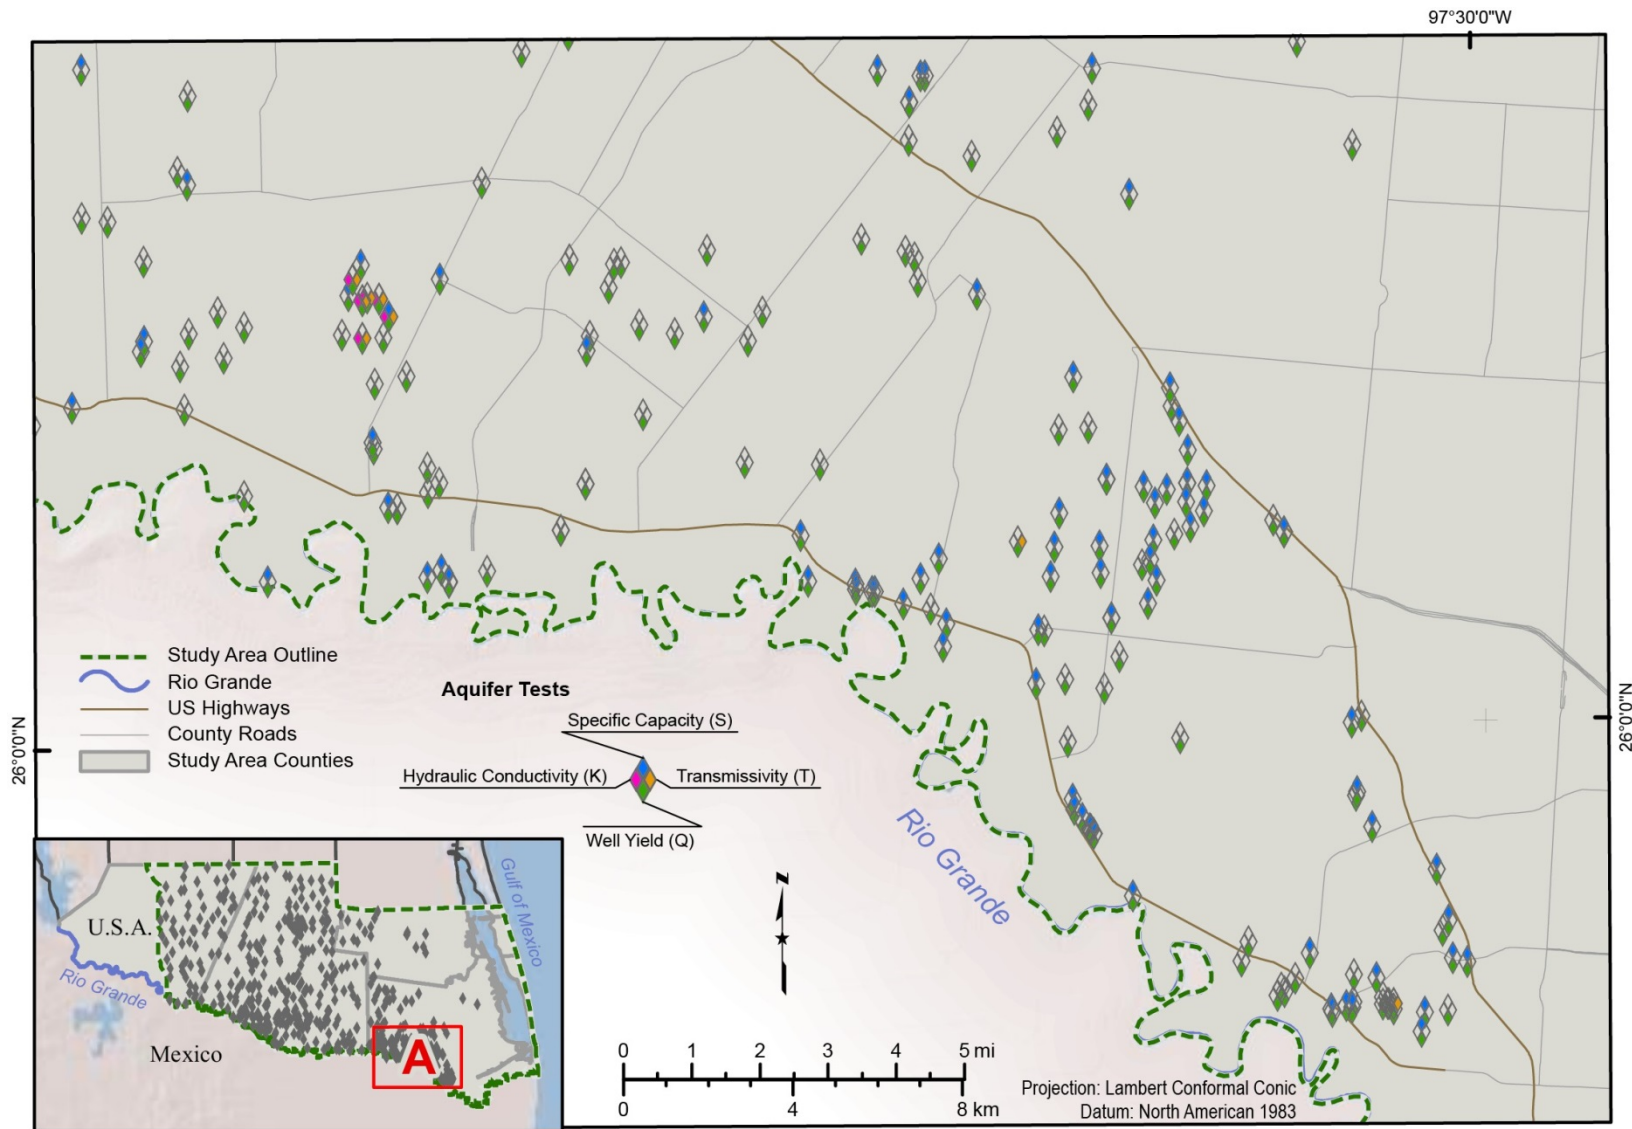 97°30'0"W
26°0'0"N
26°0'0"N
Study Area Outline
Rio Grande
US Highways
County Roads
Study Area Counties
Aquifer Tests
Specific Capacity (S)
Hydraulic Conductivity (K)
Transmissivity (T)
Well Yield (Q)
Rio Grande
N
U.S.A.
Rio Grande
Mexico
Gulf of Mexico
A
0 1 2 3 4 5 mi
0 4 8 km
Projection: Lambert Conformal Conic
Datum: North American 1983